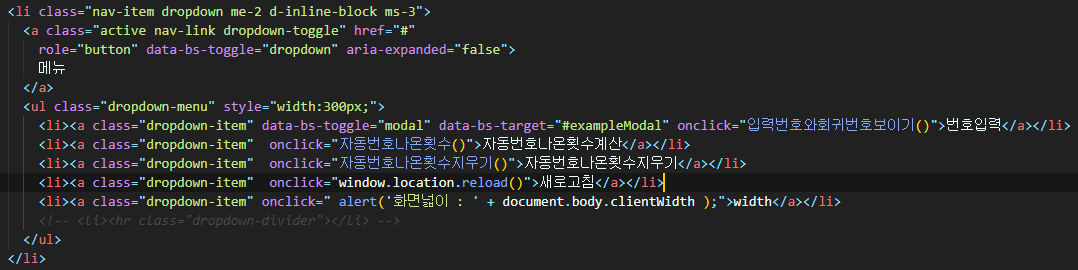 <li class="nav-item dropdown me-2 d-inline-block ms-3">
<a class="active nav-link dropdown-toggle" href="#"
role="button" data-bs-toggle="dropdown" aria-expanded="false">
메뉴
</a>
<ul class="dropdown-menu" style="width:300px;">
<li><a class="dropdown-item" data-bs-toggle="modal" data-bs-target="#exampleModal" onclick="입력번호와회귀번호보이기()">번호입력</a></li>
<li><a class="dropdown-item"  onclick="자동번호나온횟수()">자동번호나온횟수계산</a></li>
<li><a class="dropdown-item"  onclick="자동번호나온횟수지우기()">자동번호나온횟수지우기</a></li>
<li><a class="dropdown-item"  onclick="window.location.reload()">새로고침</a></li>
<li><a class="dropdown-item" onclick=" alert('화면넓이 : ' + document.body.clientWidth );">width</a></li>
<!-- <li><hr class="dropdown-divider"></li> -->
</ul>
</li>